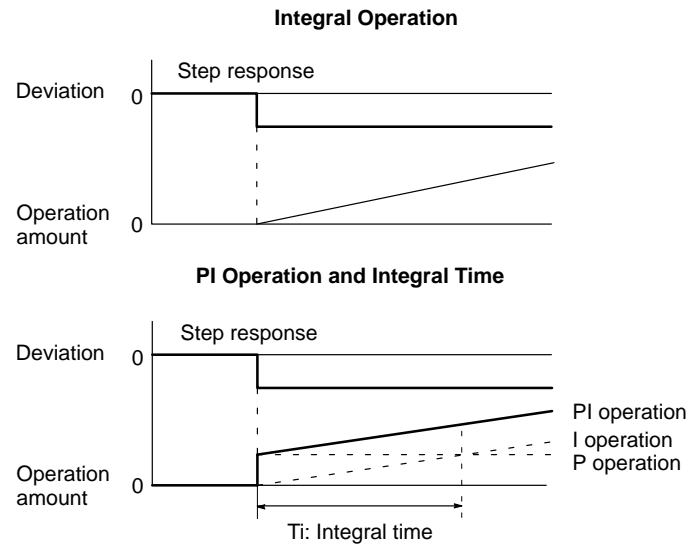 Integral Operation
Step response
Deviation
0
Operation
amount
0
PI Operation and Integral Time
Step response
Deviation
0
PI operation
I operation
P operation
Operation
amount
0
Ti: Integral time